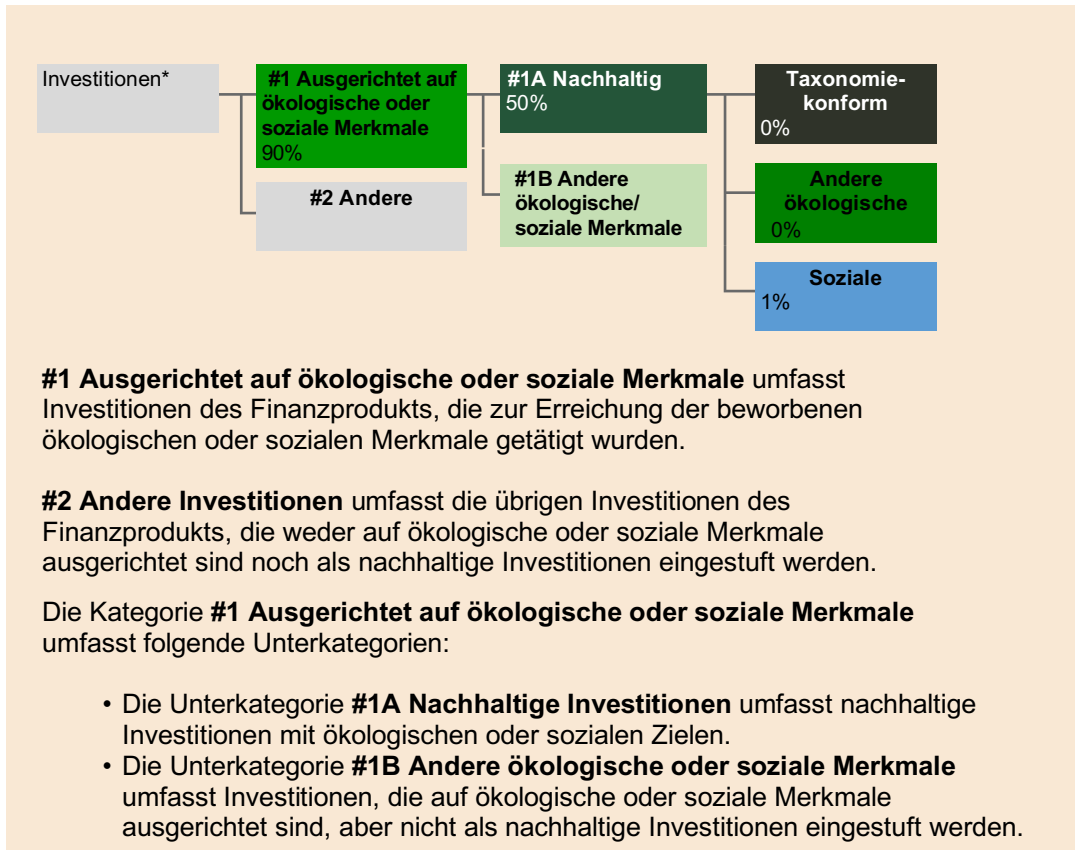 Investitionen*
#1 Ausgerichtet auf
ökologische oder
soziale Merkmale
90%
#2 Andere
#1A Nachhaltig
50%
#1B Andere
ökologische/
soziale Merkmale
Taxonomie-
konform
0%
Andere
ökologische
0%
Soziale
1%
#1 Ausgerichtet auf ökologische oder soziale Merkmale umfasst
Investitionen des Finanzprodukts, die zur Erreichung der beworbenen
ökologischen oder sozialen Merkmale getätigt wurden.
#2 Andere Investitionen umfasst die übrigen Investitionen des
Finanzprodukts, die weder auf ökologische oder soziale Merkmale
ausgerichtet sind noch als nachhaltige Investitionen eingestuft werden.
Die Kategorie #1 Ausgerichtet auf ökologische oder soziale Merkmale
umfasst folgende Unterkategorien:
• Die Unterkategorie #1A Nachhaltige Investitionen umfasst nachhaltige
Investitionen mit ökologischen oder sozialen Zielen.
• Die Unterkategorie #1B Andere ökologische oder soziale Merkmale
umfasst Investitionen, die auf ökologische oder soziale Merkmale
ausgerichtet sind, aber nicht als nachhaltige Investitionen eingestuft werden.